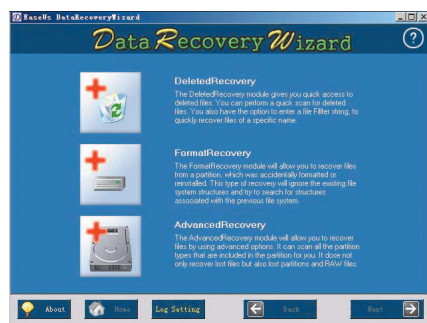 EaseUs DataRecoveryWizard
Data Recovery Wizard
?
DeletedRecovery
The DeletedRecovery module gives you quick access to
deleted files. You can perform a quick scan for deleted
files. You also have the option to enter a file Filter string, to
quickly recover files of a specific name.
FormatRecovery
The FormatRecovery module will allow you to recover files
from a partition, which was accidentally formatted or
reinstalled. This type of recovery will ignore the existing file
system structures and try to search for structures
associated with the previous file system.
AdvancedRecovery
The AdvancedRecovery module will allow you to recover
files by using advanced options. It can scan all the partition
types that are included in the partition for you. It dose not
only recover lost files but also lost partitions and RAW files.
About Home Log Setting Back Next